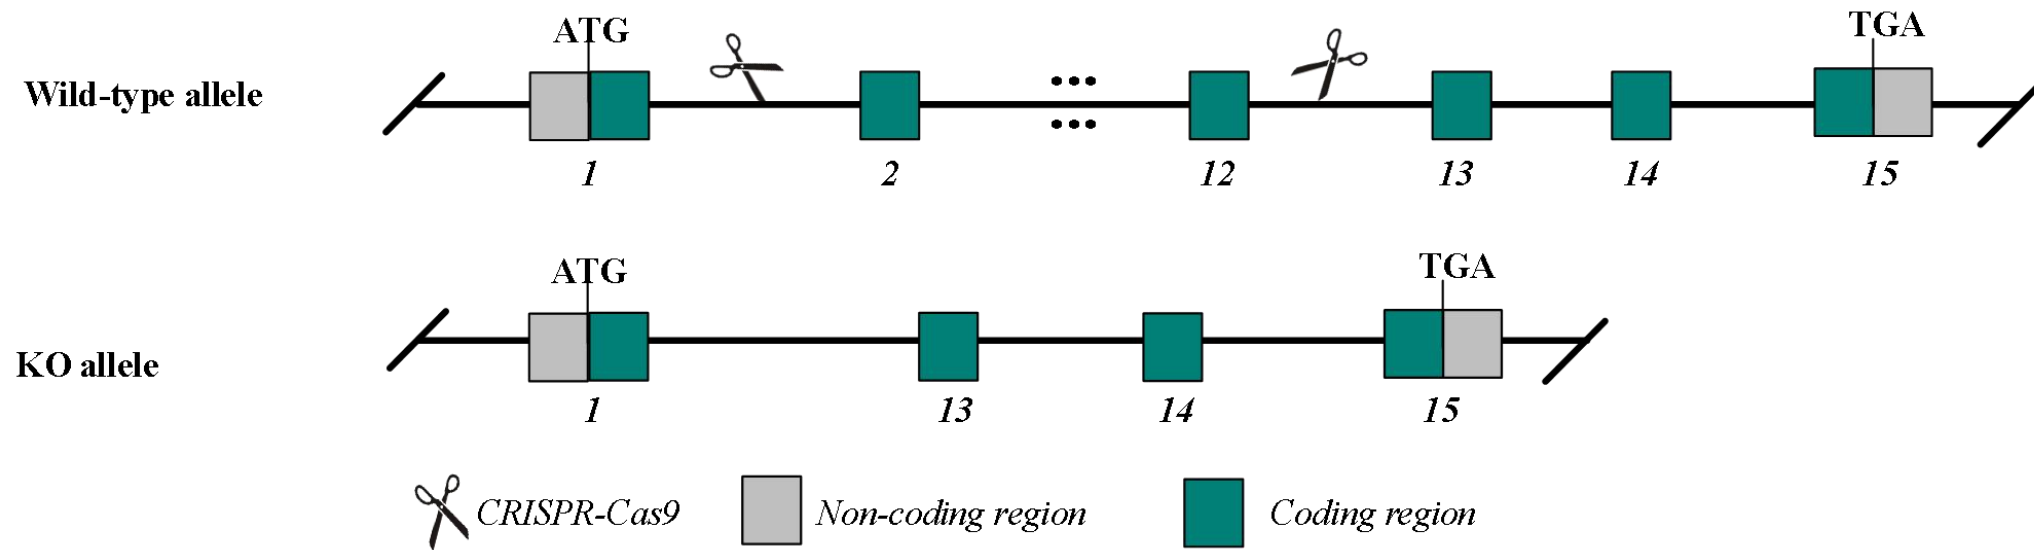 ATG TGA
Wild-type allele
1 2 12 13 14 15
ATG TGA
KO allele
1 13 14 15
CRISPR-Cas9 Non-coding region Coding region